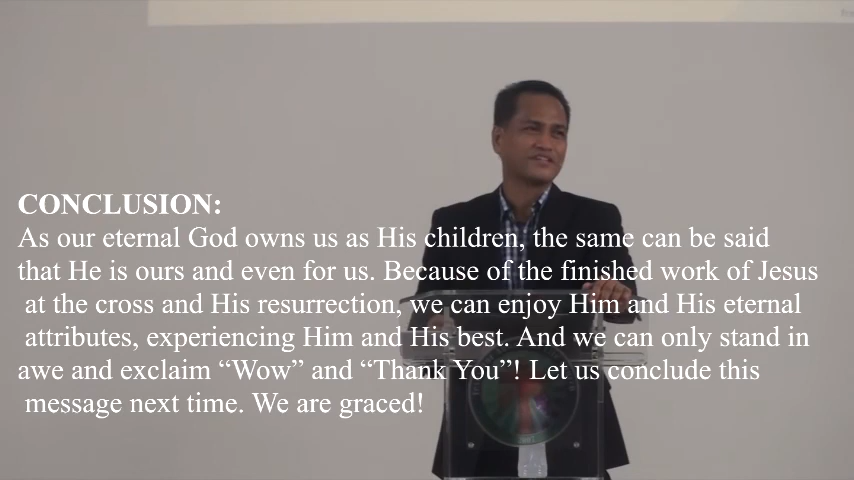 CONCLUSION:
As our eternal God owns us as His children, the same can be said
that He is ours and even for us. Because of the finished work of Jesus
at the cross and His resurrection, we can enjoy Him and His eternal
attributes, experiencing Him and His best. And we can only stand in
awe and exclaim “Wow” and “Thank You”! Let us conclude this
message next time. We are graced!